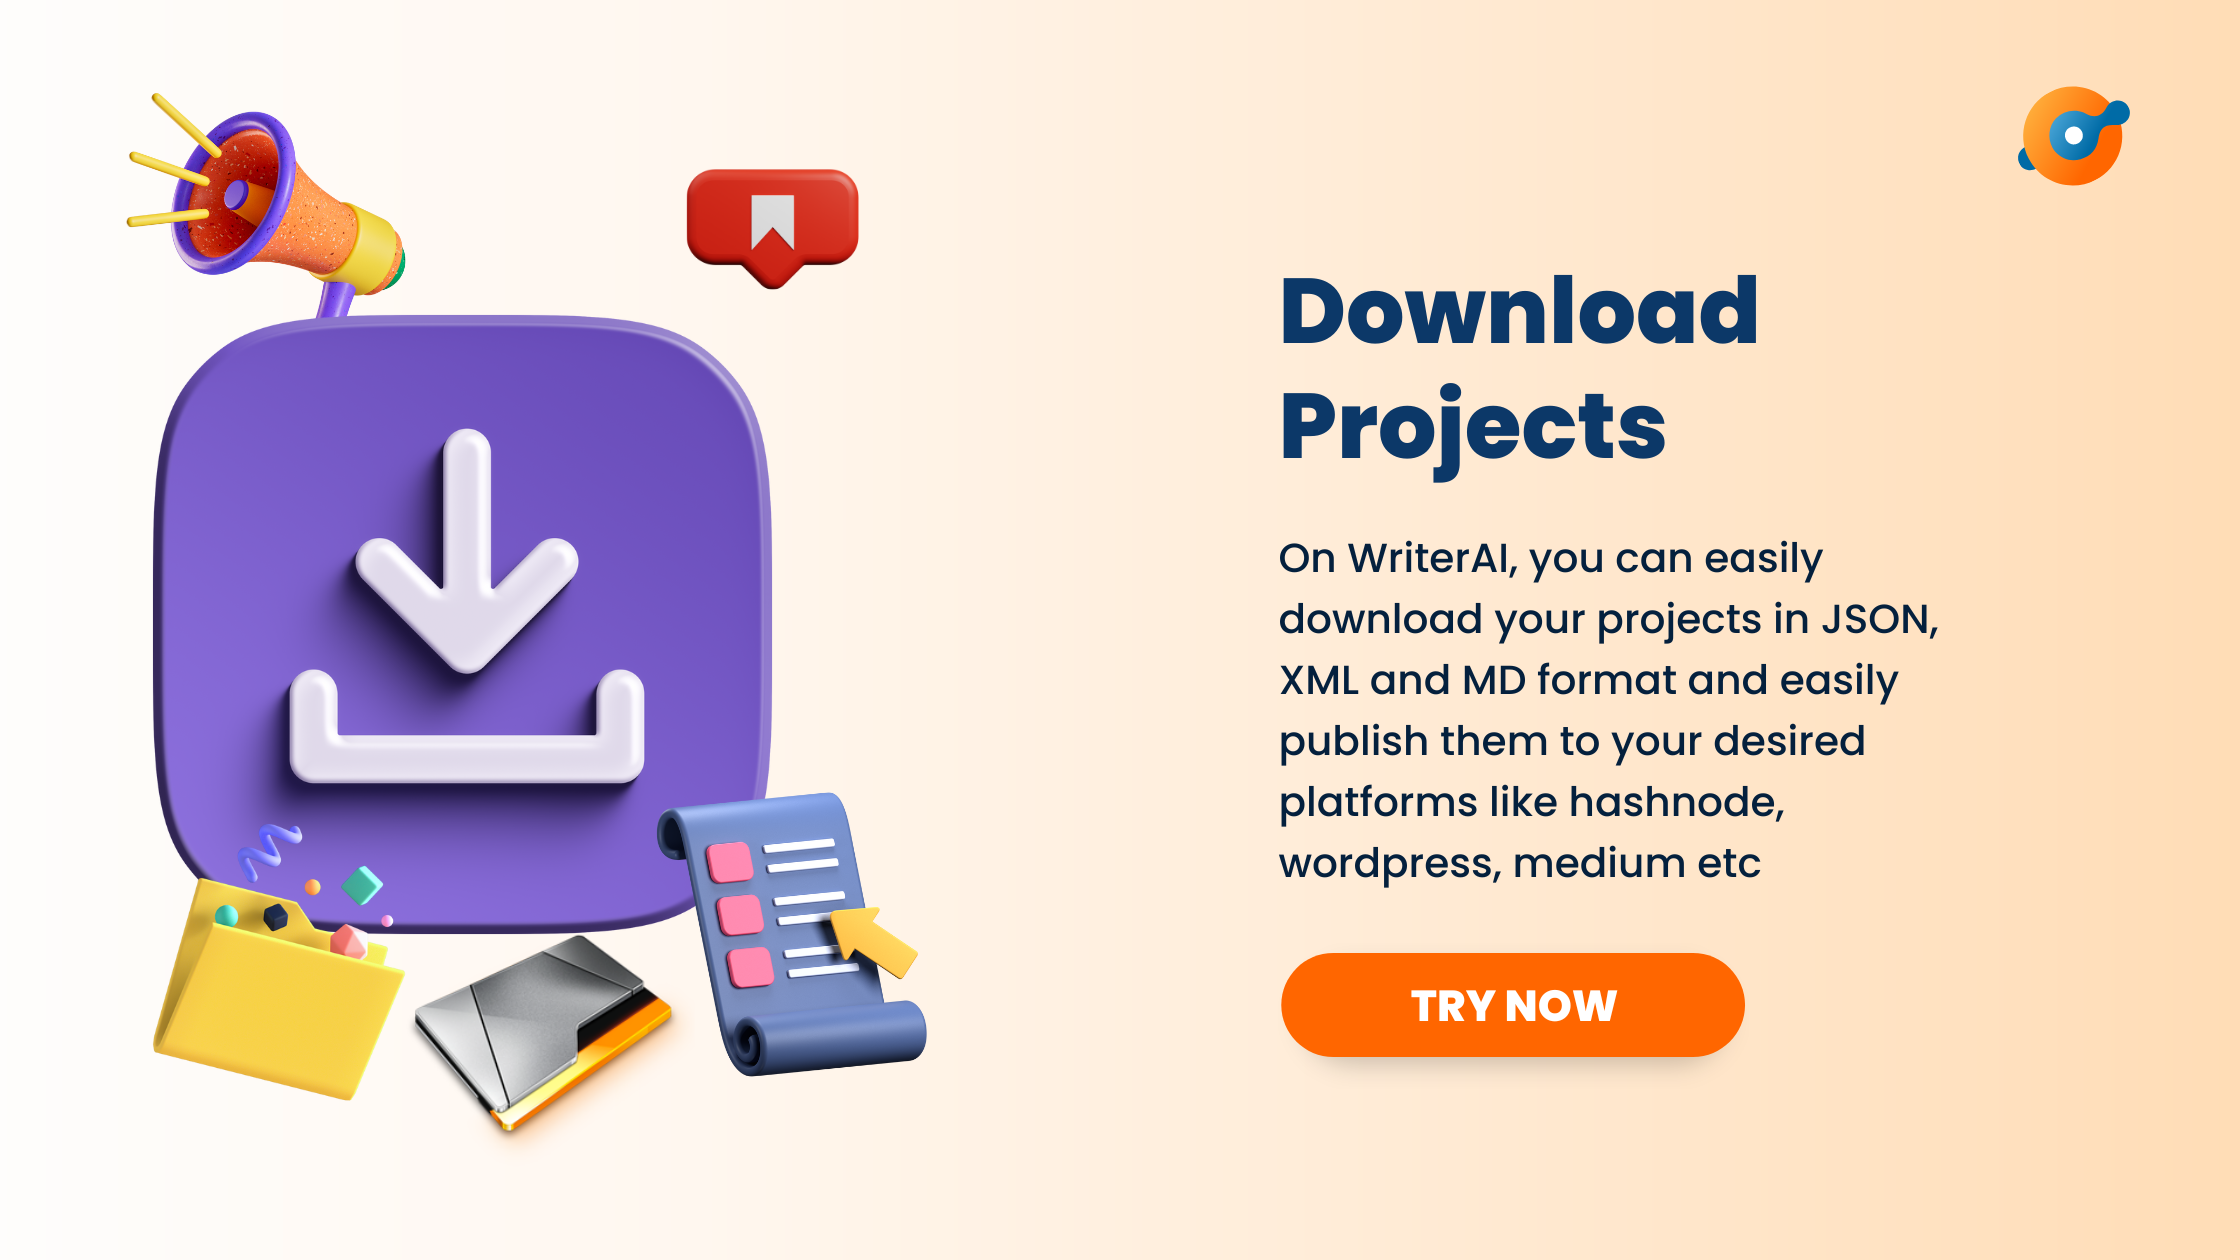 Download
Projects
On WriterAI, you can easily
download your projects in JSON,
XML and MD format and easily
publish them to your desired
platforms like hashnode,
wordpress, medium etc
TRY NOW